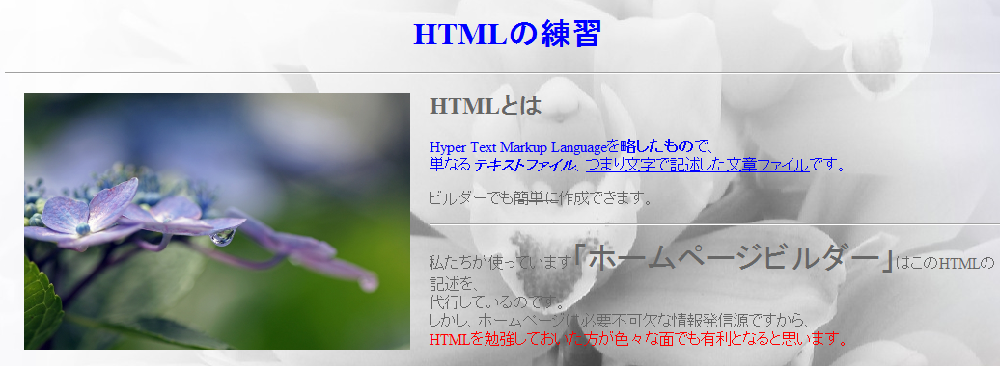 HTMLの練習
HTMLとは
Hyper Text Markup Languageを略したもので、
単なるテキストファイル、つまり文字で記述した文章ファイルです。
ビルダーでも簡単に作成できます。
私たちが使っています「ホームページビルダー」はこのHTMLの
記述を、
代行しているのです。
しかし、ホームページは必要不可欠な情報発信源ですから、
HTMLを勉強しておいた方が色々な面でも有利となると思います。